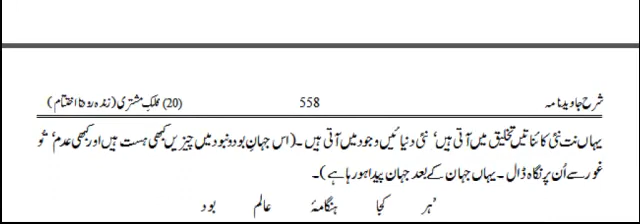 شرح جاوید نامہ 558 (20) فلکِ مشتری (زندہ رود کا اختتام)
یہاں نت نئی کائناتیں تخلیق میں آتی ہیں‘ نئی دنیائیں وجود میں آتی ہیں۔ (اس جہانِ بود و نبود میں چیزیں کبھی ہست ہیں اور کبھی عدم‘ تُو
غور سے اُن پر نگاہ ڈال۔ یہاں جہان کے بعد جہان پیدا ہو رہا ہے)۔
’ہر کجا ہنگامۂ عالم بود